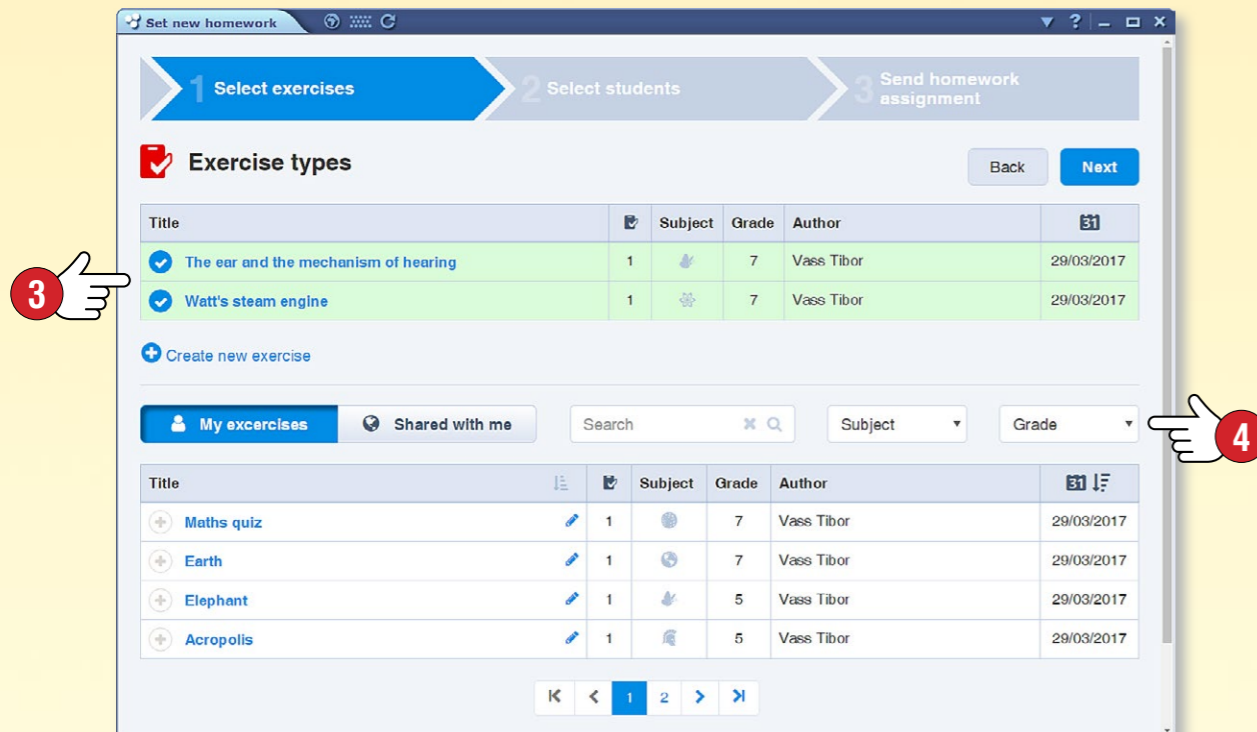 Set new homework
?
1 Select exercises
2 Select students
3 Send homework
assignment
Exercise types
Back
Next
Title Subject Grade Author 31
The ear and the mechanism of hearing 1 7 Vass Tibor 29/03/2017
3
Watt's steam engine 1 7 Vass Tibor 29/03/2017
Create new exercise
My excercises Shared with me Search Subject Grade
4
Title Subject Grade Author 31
Maths quiz 1 7 Vass Tibor 29/03/2017
Earth 1 7 Vass Tibor 29/03/2017
Elephant 1 5 Vass Tibor 29/03/2017
Acropolis 1 5 Vass Tibor 29/03/2017
1 2